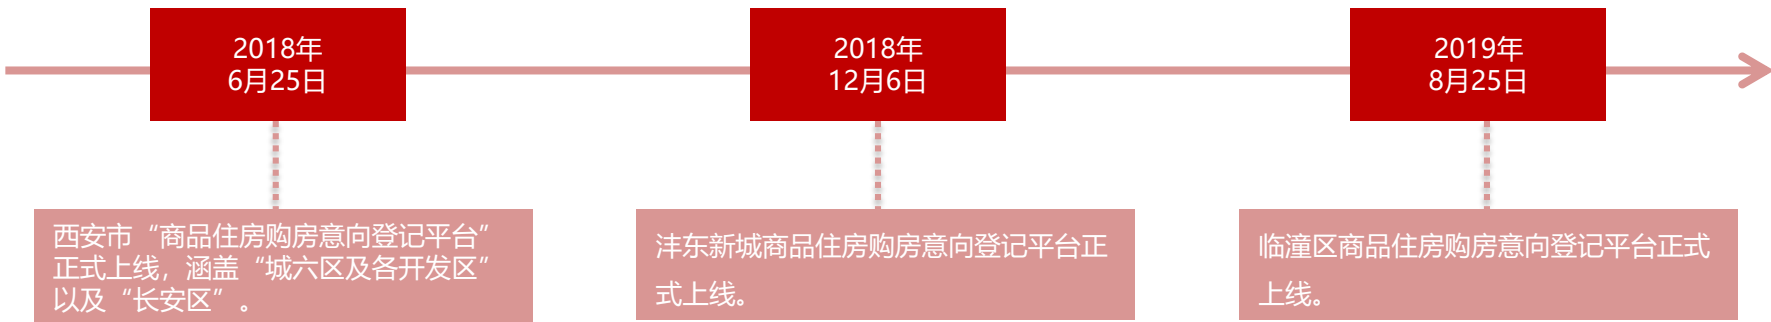 2018年
6月25日
2018年
12月6日
2019年
8月25日
西安市“商品住房购房意向登记平台”
正式上线，涵盖“城六区及各开发区”
以及“长安区”。
沣东新城商品住房购房意向登记平台正
式上线。
临潼区商品住房购房意向登记平台正式
上线。